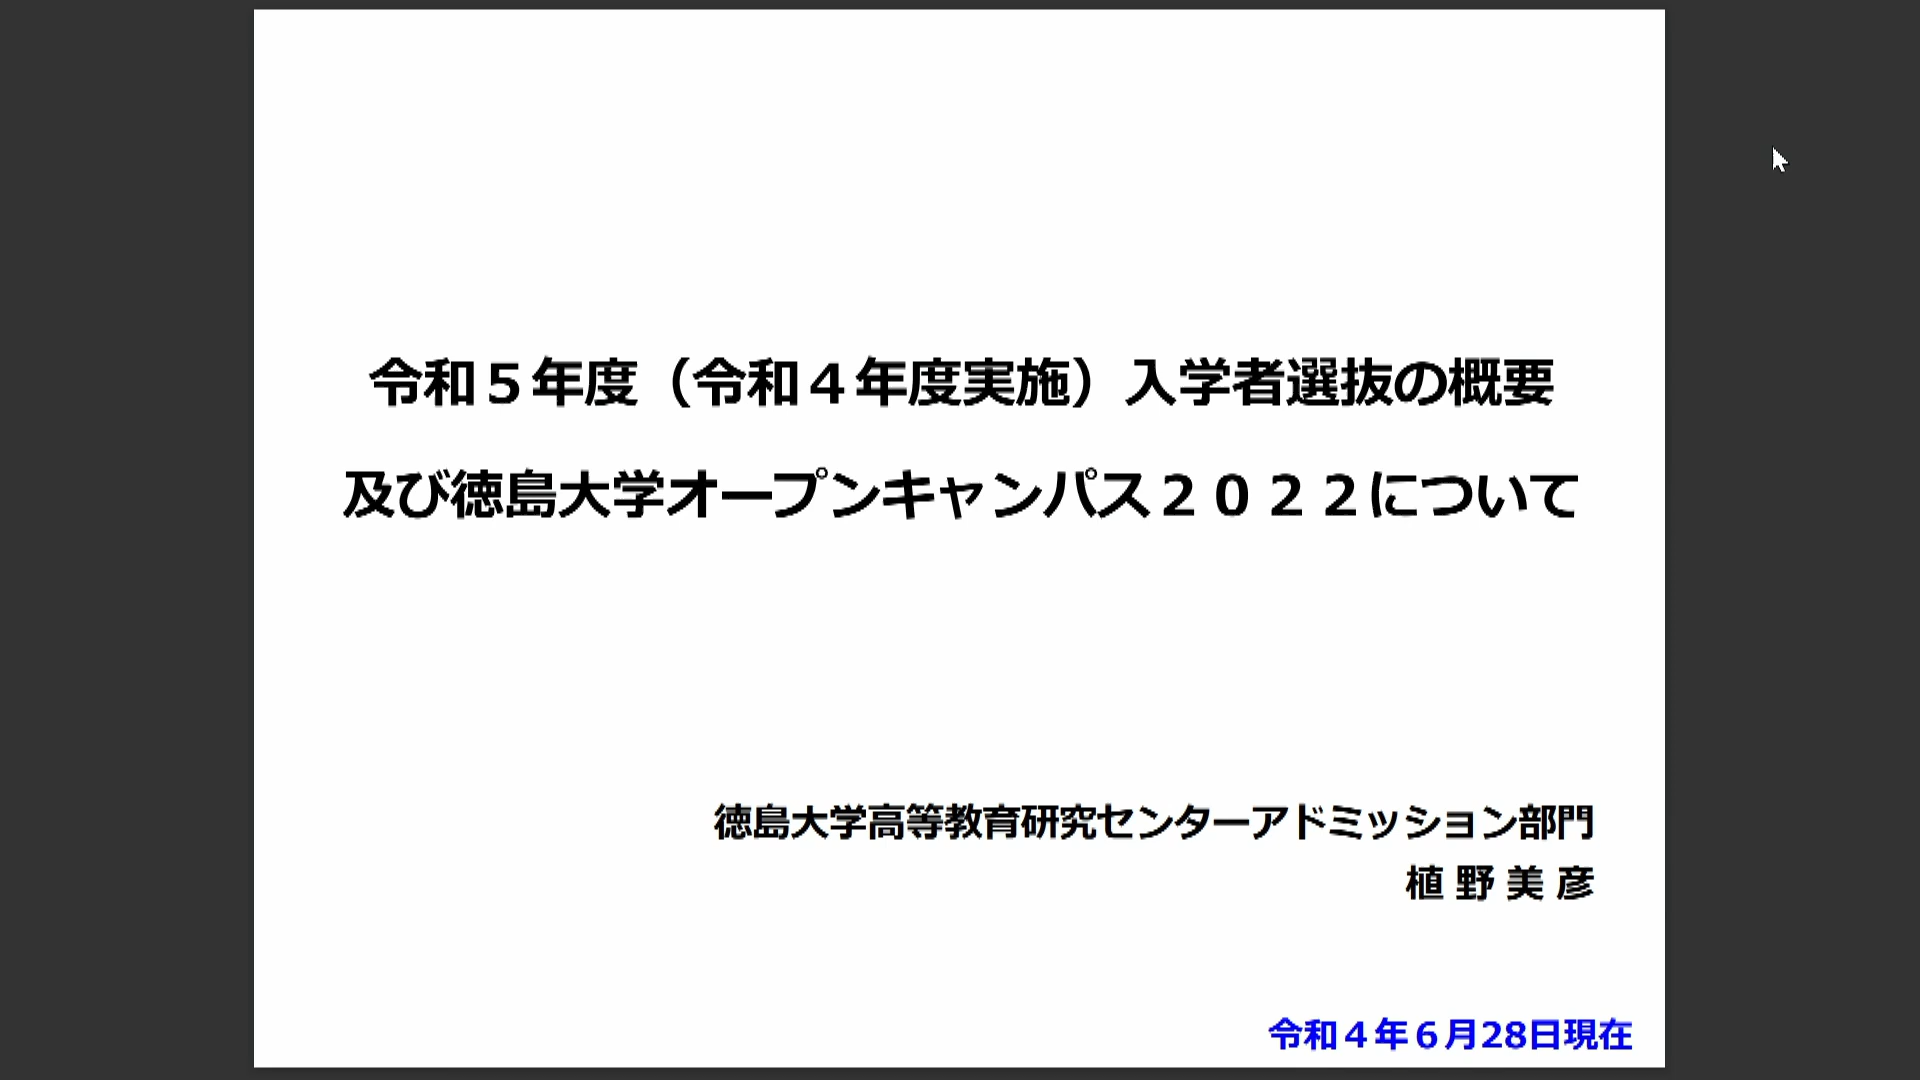 令和５年度（令和４年度実施）入学者選抜の概要
及び徳島大学オープンキャンパス２０２２について
徳島大学高等教育研究センターアドミッション部門
植 野 美 彦
令和４年６月28日現在